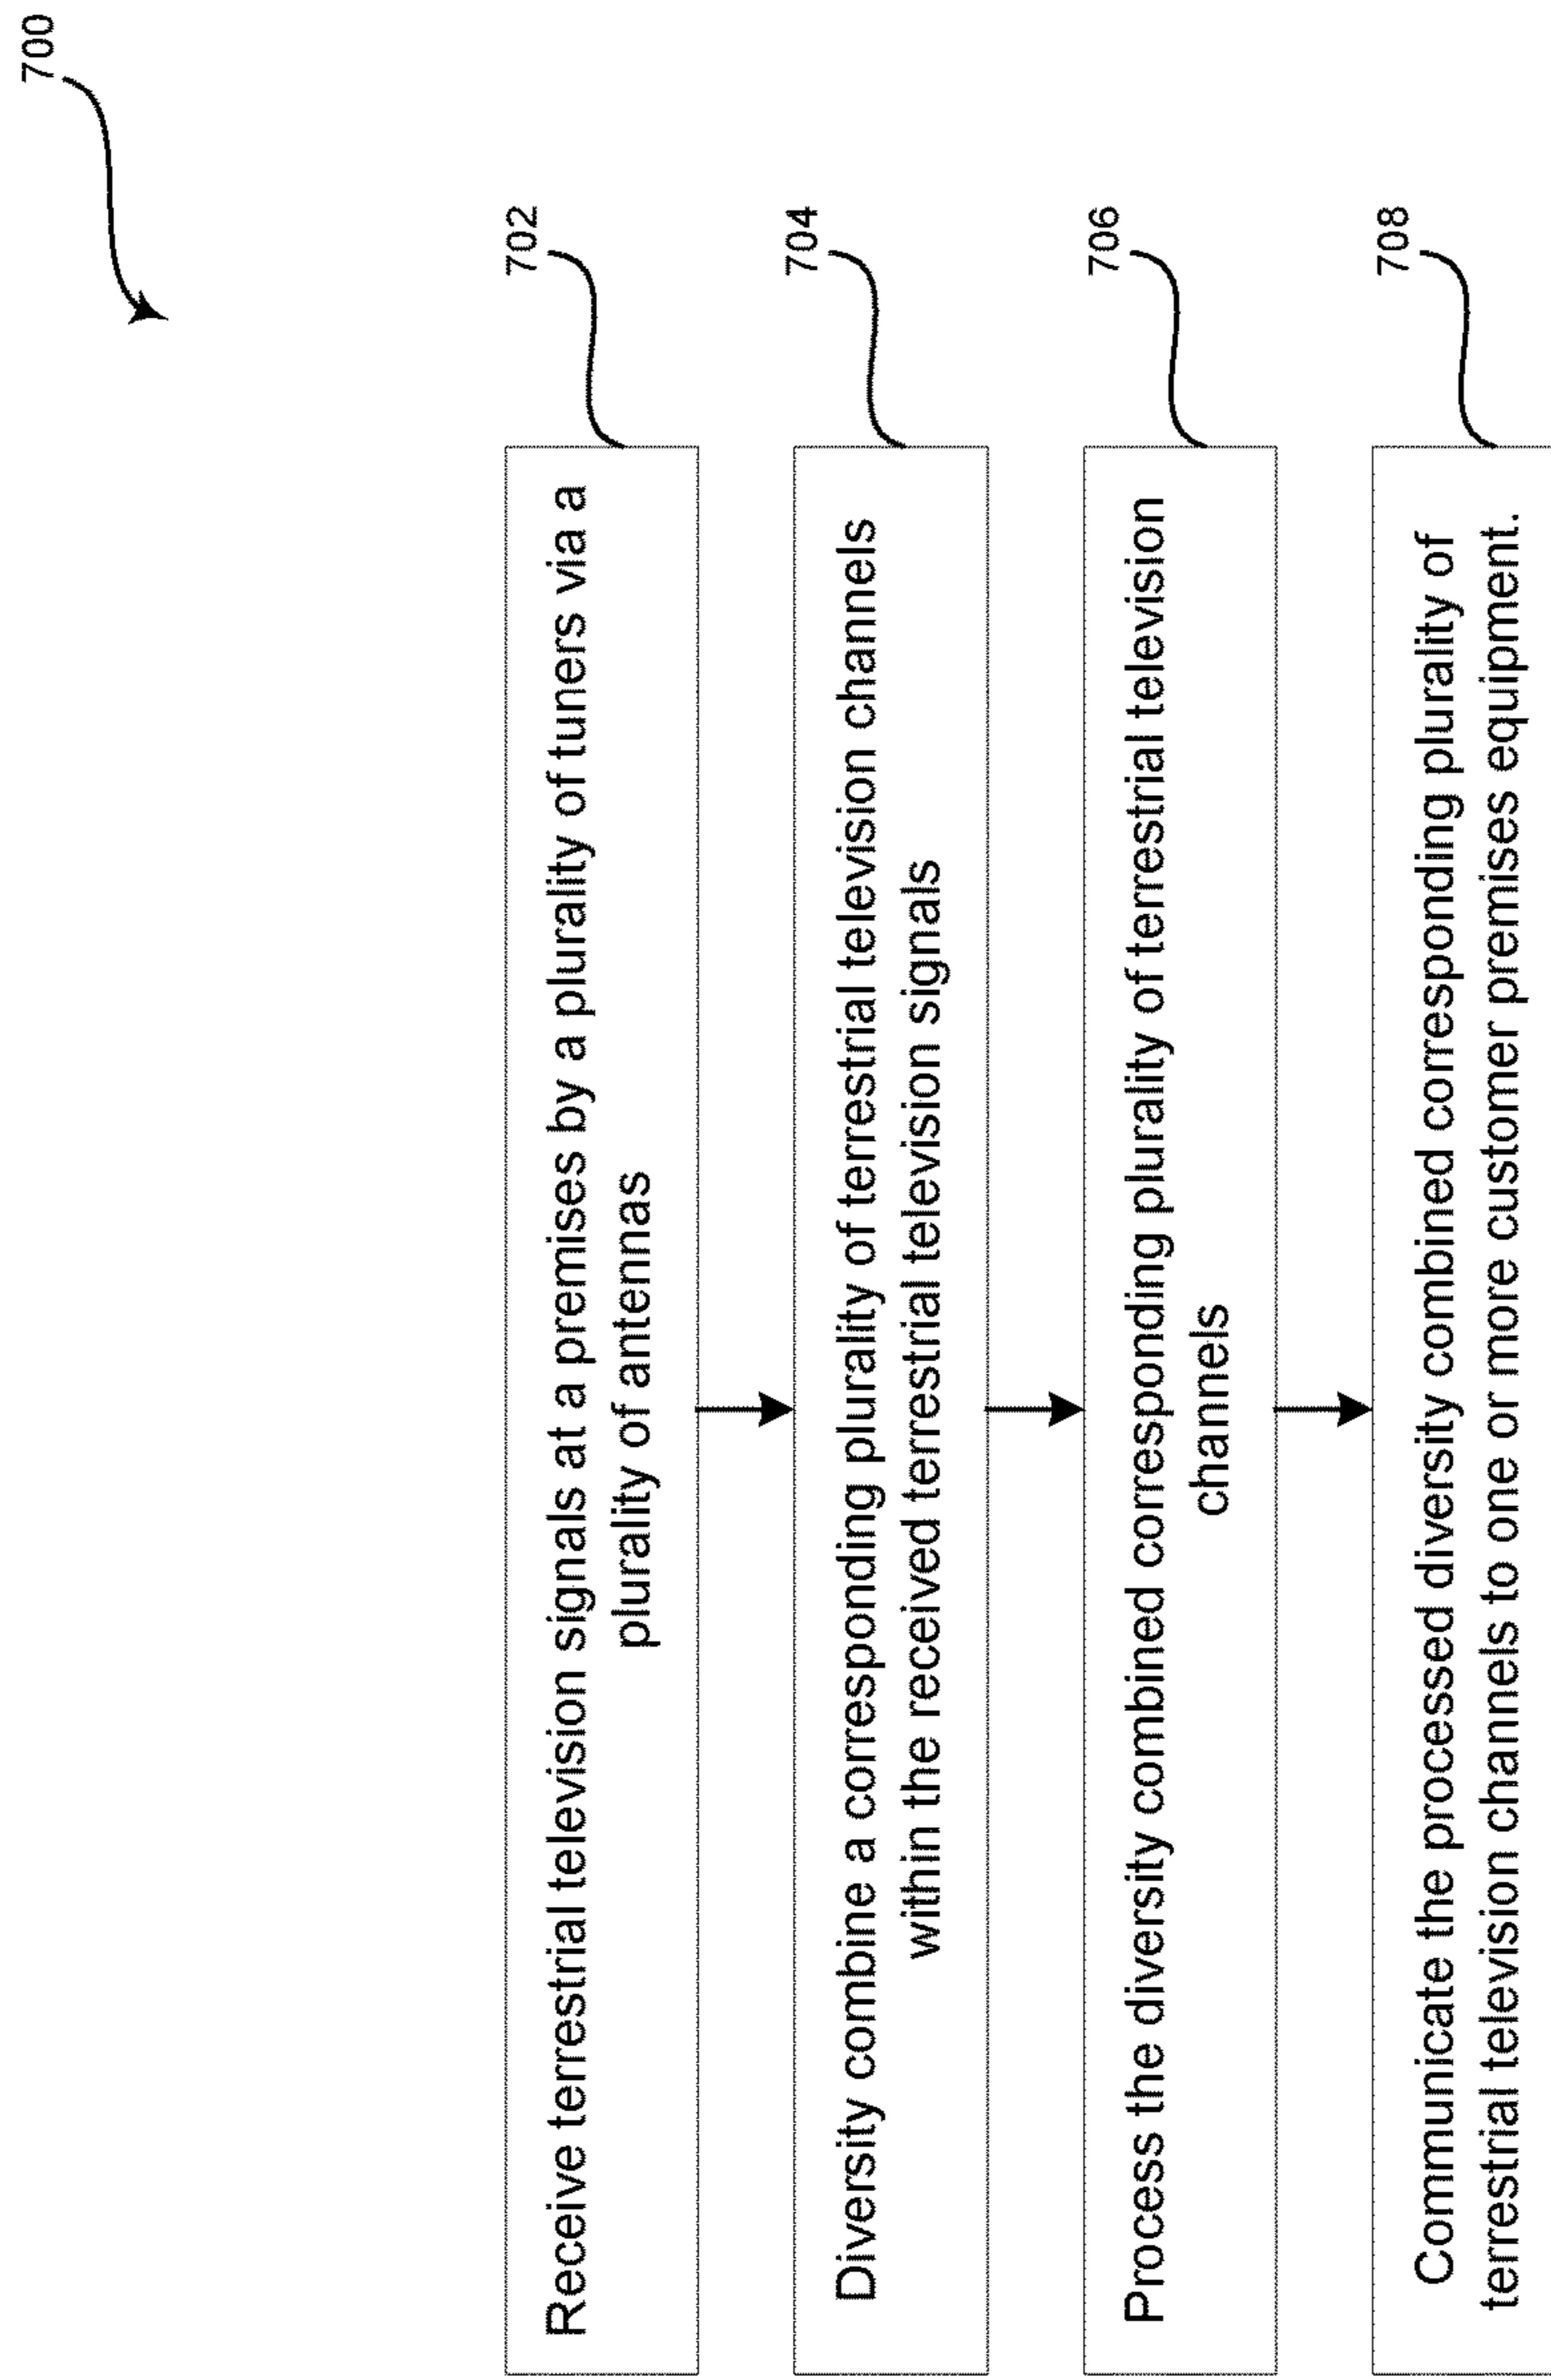 700
702
Receive terrestrial television signals at a premises by a plurality of tuners via a
plurality of antennas
704
Diversity combine a corresponding plurality of terrestrial television channels
within the received terrestrial television signals
706
Process the diversity combined corresponding plurality of terrestrial television
channels
708
Communicate the processed diversity combined corresponding plurality of
terrestrial television channels to one or more customer premises equipment.